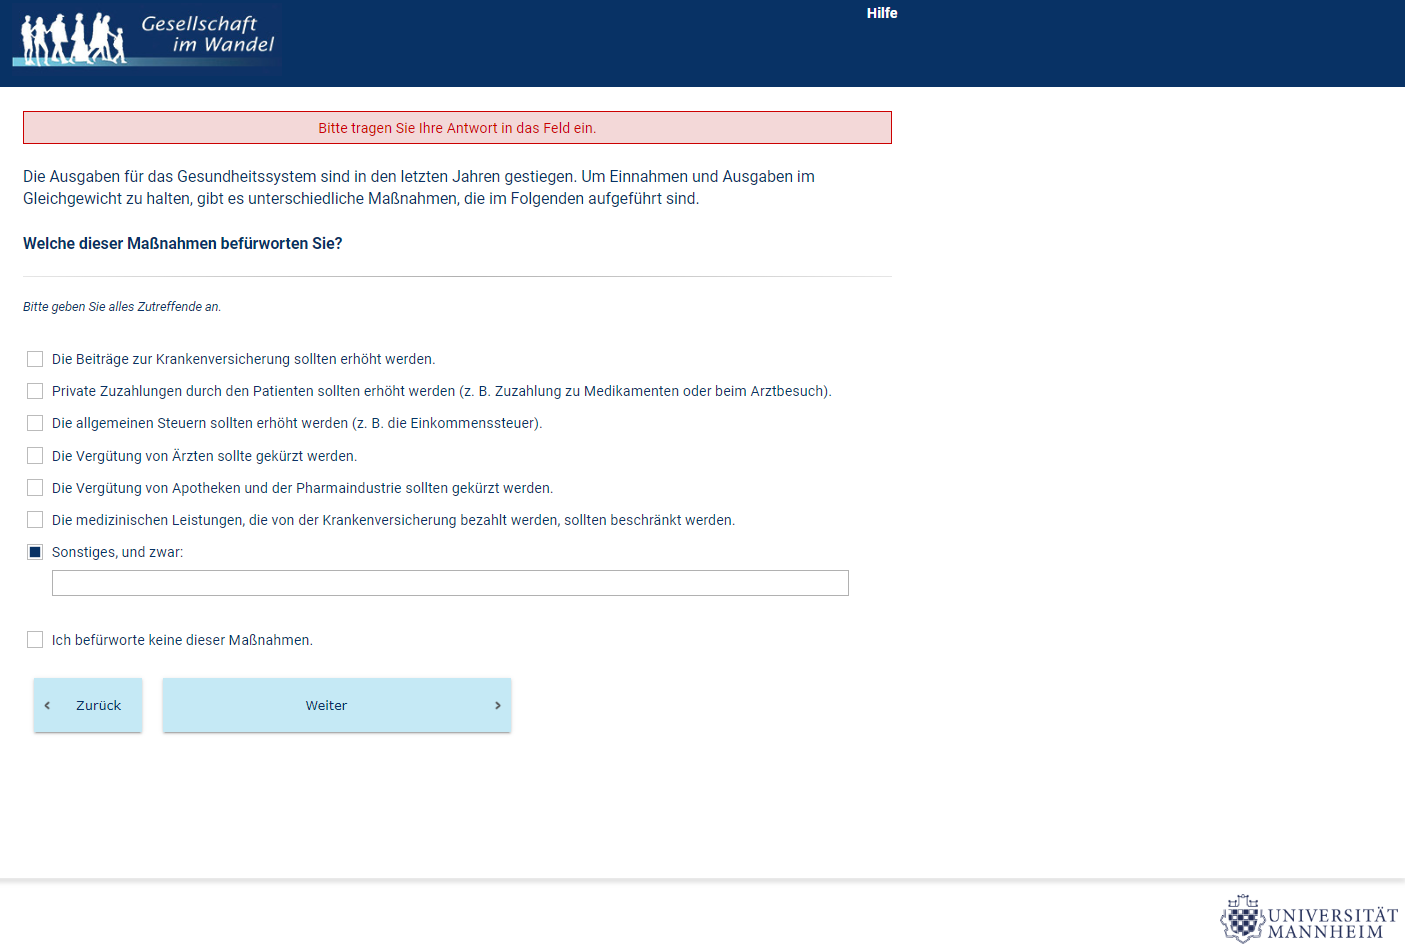 Gesellschaft
im Wandel
Hilfe
Bitte tragen Sie Ihre Antwort in das Feld ein.
Die Ausgaben für das Gesundheitssystem sind in den letzten Jahren gestiegen. Um Einnahmen und Ausgaben im
Gleichgewicht zu halten, gibt es unterschiedliche Maßnahmen, die im Folgenden aufgeführt sind.
Welche dieser Maßnahmen befürworten Sie?
Bitte geben Sie alles Zutreffende an.
Die Beiträge zur Krankenversicherung sollten erhöht werden.
Private Zuzahlungen durch den Patienten sollten erhöht werden (z. B. Zuzahlung zu Medikamenten oder beim Arztbesuch).
Die allgemeinen Steuern sollten erhöht werden (z. B. die Einkommenssteuer).
Die Vergütung von Ärzten sollte gekürzt werden.
Die Vergütung von Apotheken und der Pharmaindustrie sollten gekürzt werden.
Die medizinischen Leistungen, die von der Krankenversicherung bezahlt werden, sollten beschränkt werden.
Sonstiges, und zwar:
Ich befürworte keine dieser Maßnahmen.
Zurück
Weiter
UNIVERSITÄT
MANNHEIM